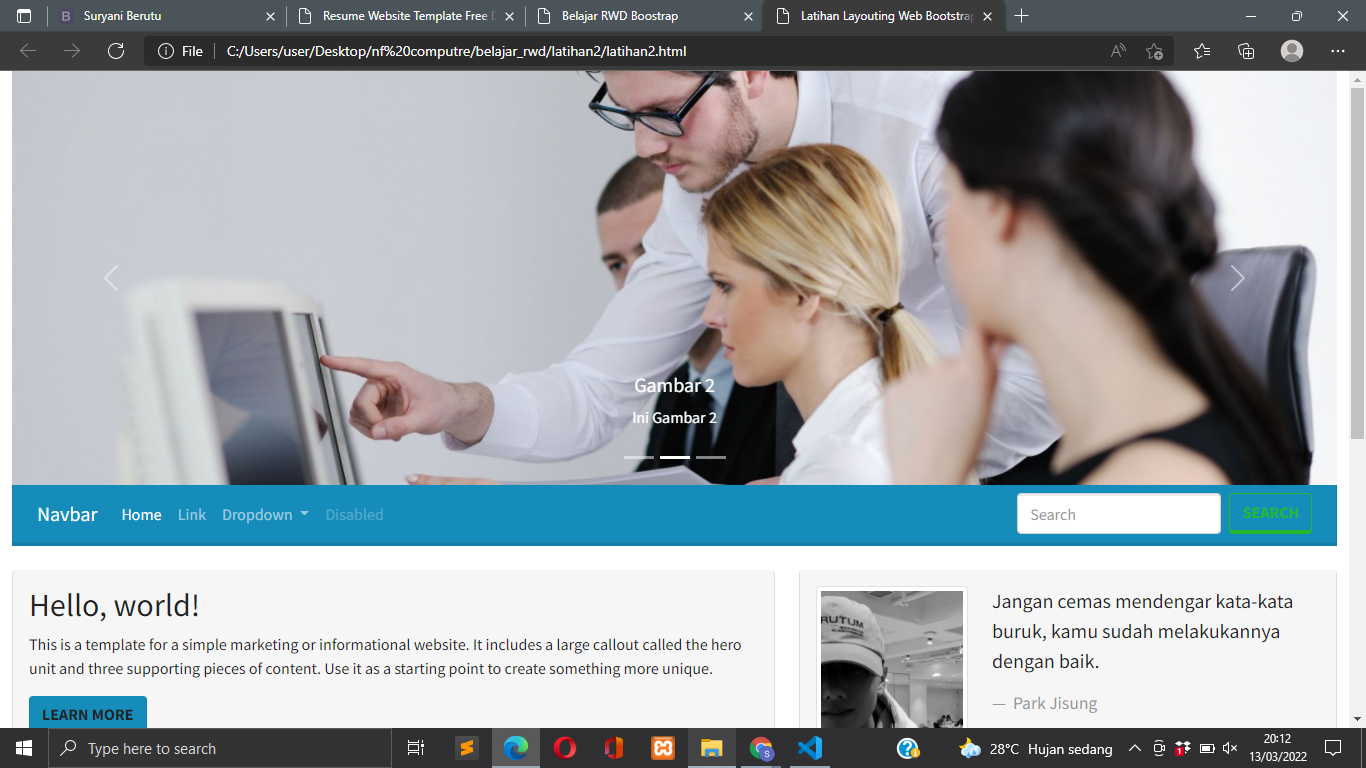 Suryani Berutu
Resume Website Template Free D
Belajar RWD Boostrap
Latihan Layouting Web Bootstrap
File
C:/Users/user/Desktop/nf%20computre/belajar_rwd/latihan2/latihan2.html
Gambar 2
Ini Gambar 2
Navbar Home Link Dropdown Disabled Search SEARCH
Hello, world!
This is a template for a simple marketing or informational website. It includes a large callout called the hero
unit and three supporting pieces of content. Use it as a starting point to create something more unique.
LEARN MORE
RUTUM
Jangan cemas mendengar kata-kata
buruk, kamu sudah melakukannya
dengan baik.
— Park Jisung
Type here to search
28°C Hujan sedang
20:12
13/03/2022